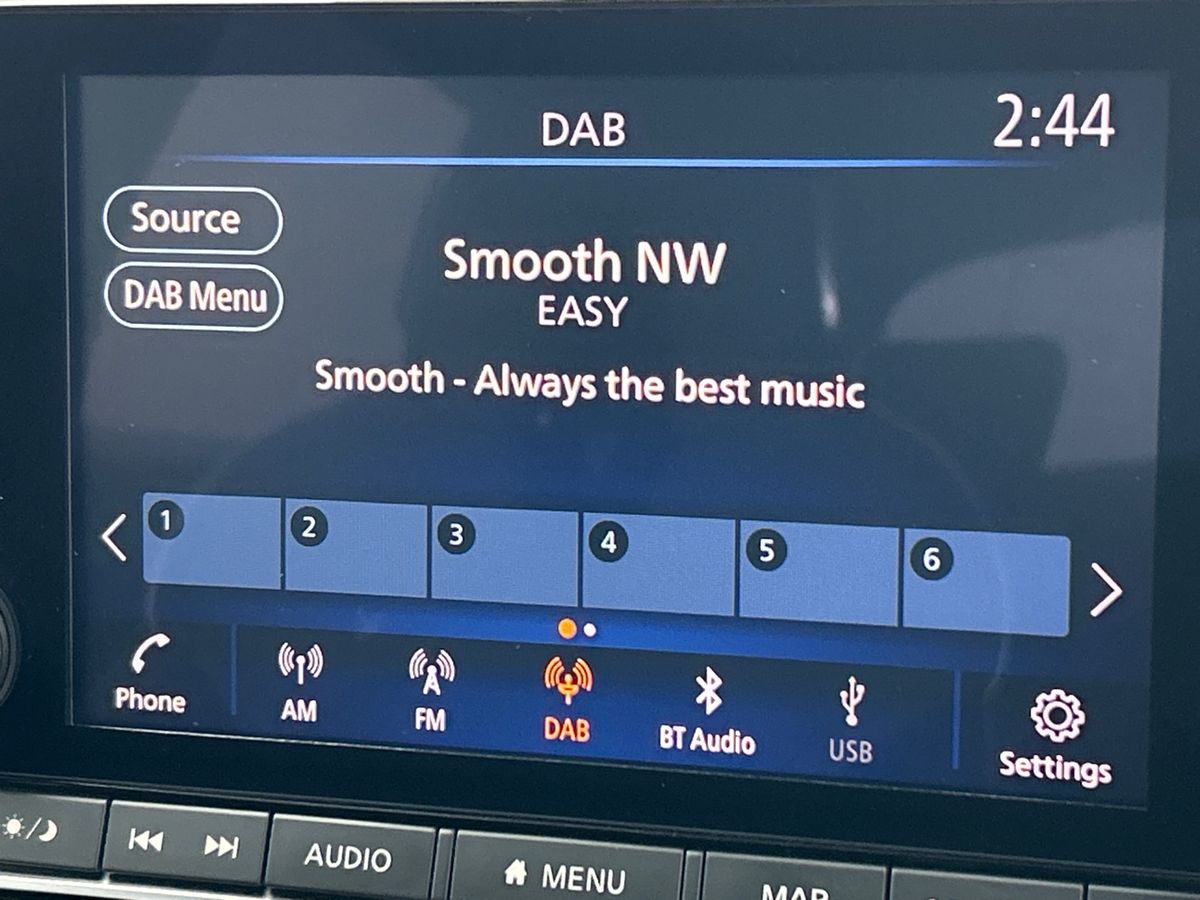 DAB
2:44
Source
DAB Menu
Smooth NW
EASY
Smooth - Always the best music
1 2 3 4 5 6
Phone
AM
FM
DAB
BT Audio
USB
Settings
AUDIO
MENU
MAP